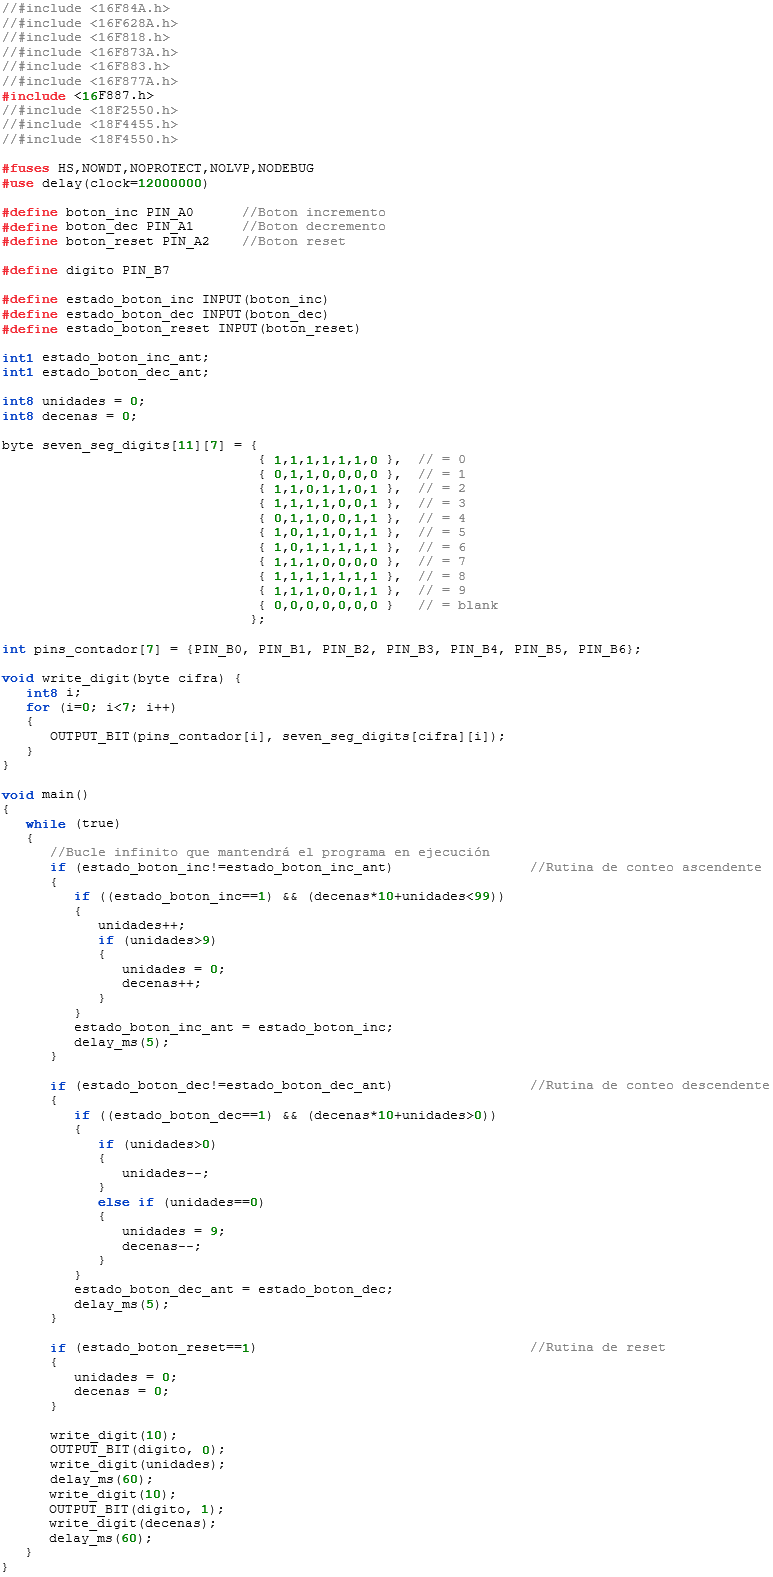 //#include <16F84A.h>
//#include <16F628A.h>
//#include <16F818.h>
//#include <16F873A.h>
//#include <16F883.h>
//#include <16F877A.h>
#include <16F887.h>
//#include <18F2550.h>
//#include <18F4455.h>
//#include <18F4550.h>

#fuses HS,NOWDT,NOPROTECT,NOLVP,NODEBUG
#use delay(clock=12000000)

#define boton_inc PIN_A0      //Boton incremento
#define boton_dec PIN_A1      //Boton decremento
#define boton_reset PIN_A2    //Boton reset

#define digito PIN_B7

#define estado_boton_inc INPUT(boton_inc)
#define estado_boton_dec INPUT(boton_dec)
#define estado_boton_reset INPUT(boton_reset)

int1 estado_boton_inc_ant;
int1 estado_boton_dec_ant;

int8 unidades = 0;
int8 decenas = 0;

byte seven_seg_digits[11][7] = {
                                { 1,1,1,1,1,1,0 },  // = 0
                                { 0,1,1,0,0,0,0 },  // = 1
                                { 1,1,0,1,1,0,1 },  // = 2
                                { 1,1,1,1,0,0,1 },  // = 3
                                { 0,1,1,0,0,1,1 },  // = 4
                                { 1,0,1,1,0,1,1 },  // = 5
                                { 1,0,1,1,1,1,1 },  // = 6
                                { 1,1,1,0,0,0,0 },  // = 7
                                { 1,1,1,1,1,1,1 },  // = 8
                                { 1,1,1,0,0,1,1 },  // = 9
                                { 0,0,0,0,0,0,0 }   // = blank
                               };

int pins_contador[7] = {PIN_B0, PIN_B1, PIN_B2, PIN_B3, PIN_B4, PIN_B5, PIN_B6};

void write_digit(byte cifra) {
   int8 i;
   for (i=0; i<7; i++)
   {
      OUTPUT_BIT(pins_contador[i], seven_seg_digits[cifra][i]);
   }
}

void main()
{
   while (true)
   {
      //Bucle infinito que mantendrá el programa en ejecución
      if (estado_boton_inc!=estado_boton_inc_ant)                 //Rutina de conteo ascendente
      {
         if ((estado_boton_inc==1) && (decenas*10+unidades<99))
         {
            unidades++;
            if (unidades>9)
            {
               unidades = 0;
               decenas++;
            }
         }
         estado_boton_inc_ant = estado_boton_inc;
         delay_ms(5);
      }

      if (estado_boton_dec!=estado_boton_dec_ant)                 //Rutina de conteo descendente
      {
         if ((estado_boton_dec==1) && (decenas*10+unidades>0))
         {
            if (unidades>0)
            {
               unidades--;
            }
            else if (unidades==0)
            {
               unidades = 9;
               decenas--;
            }
         }
         estado_boton_dec_ant = estado_boton_dec;
         delay_ms(5);
      }

      if (estado_boton_reset==1)                                  //Rutina de reset
      {
         unidades = 0;
         decenas = 0;
      }

      write_digit(10);
      OUTPUT_BIT(digito, 0);
      write_digit(unidades);
      delay_ms(60);
      write_digit(10);
      OUTPUT_BIT(digito, 1);
      write_digit(decenas);
      delay_ms(60);
   }
}